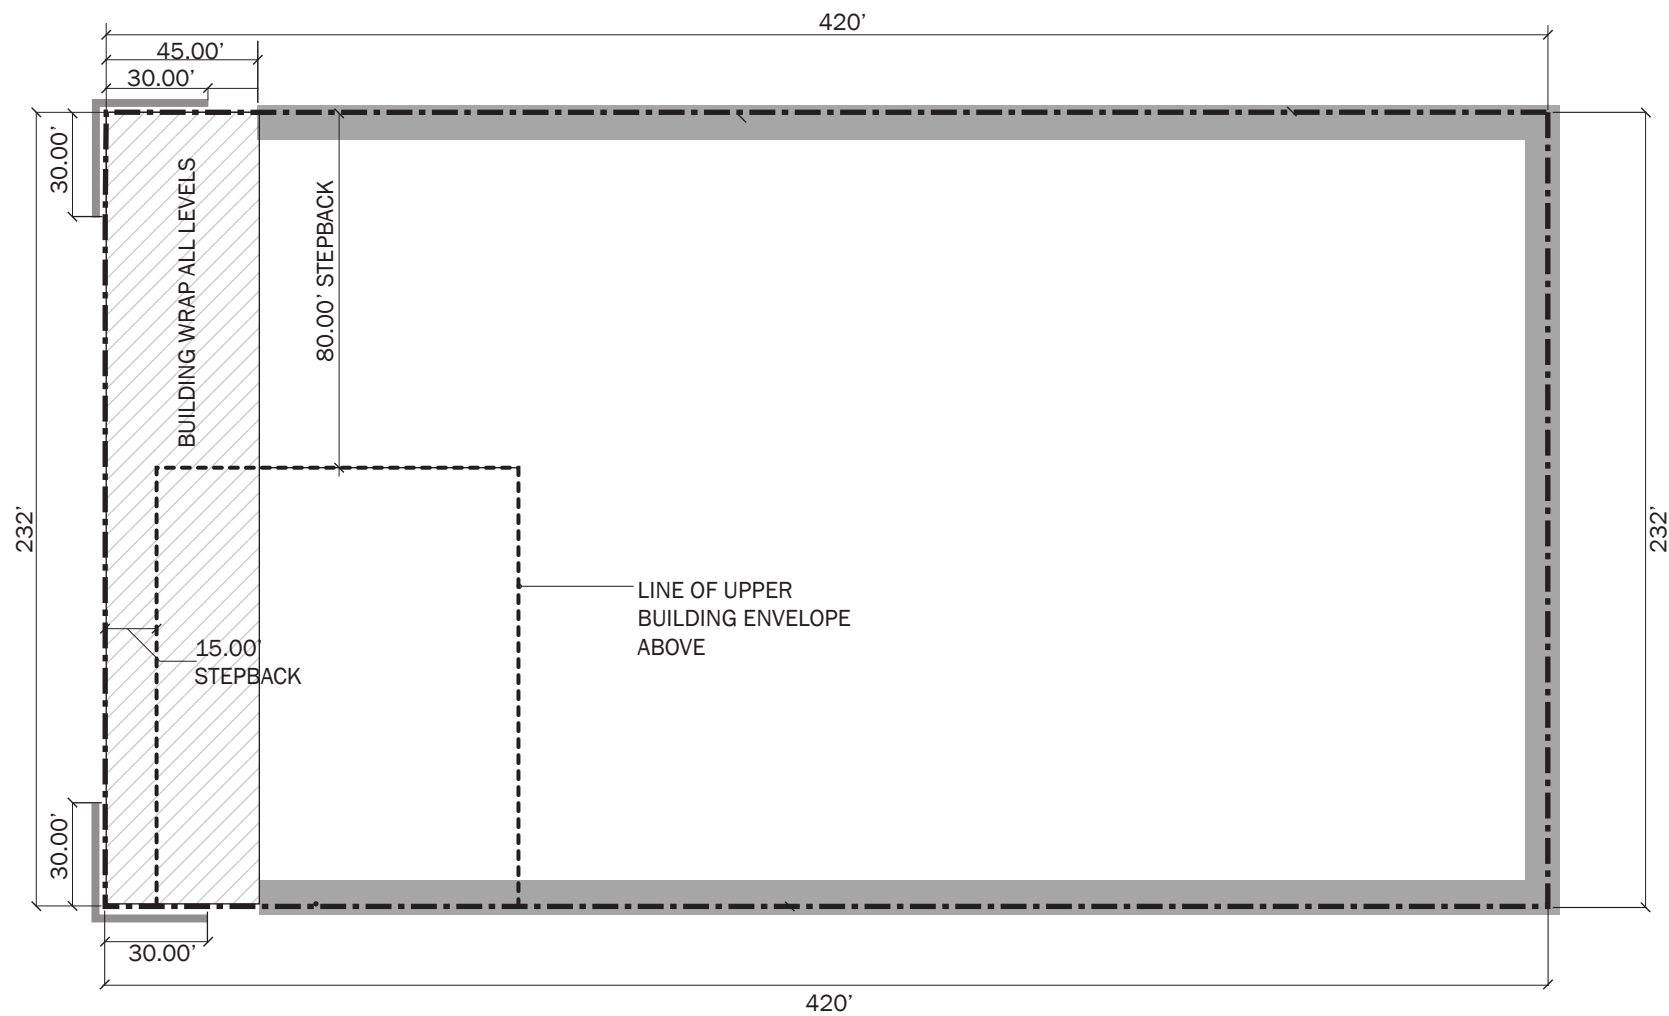 420’
45.00’
30.00’
30.00’
BUILDING WRAP ALL LEVELS
80.00’ STEPBACK
232’
232’
LINE OF UPPER
BUILDING ENVELOPE
ABOVE
15.00’
STEPBACK
30.00’
30.00’
420’